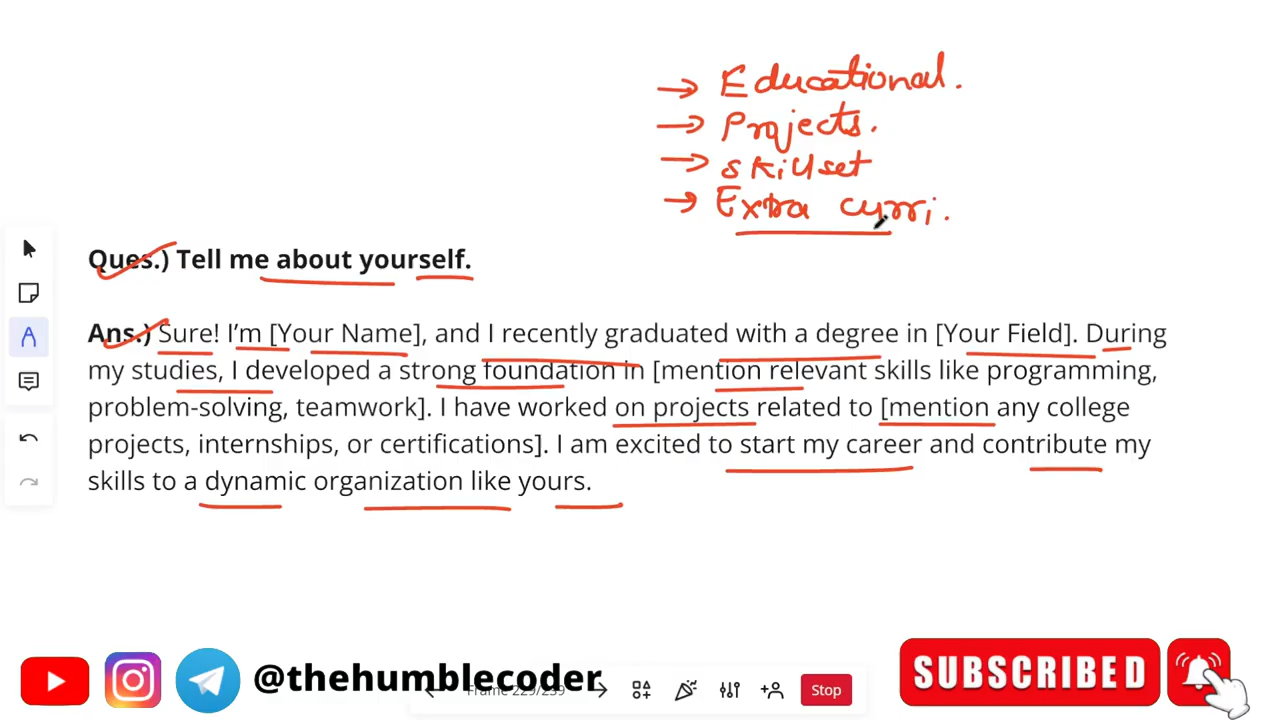 → Educational.
→ Projects.
→ Skillset
→ Extra curri.
Ques.) Tell me about yourself.
Ans.) Sure! I’m [Your Name], and I recently graduated with a degree in [Your Field]. During
my studies, I developed a strong foundation in [mention relevant skills like programming,
problem-solving, teamwork]. I have worked on projects related to [mention any college
projects, internships, or certifications]. I am excited to start my career and contribute my
skills to a dynamic organization like yours.
@thehumblecoder
Frame 229/239
Stop
SUBSCRIBED